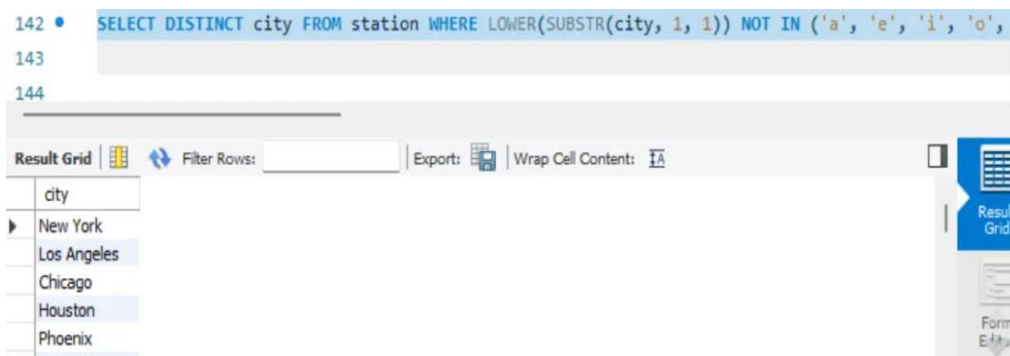 142 SELECT DISTINCT city FROM station WHERE LOWER(SUBSTR(city, 1, 1)) NOT IN ('a', 'e', 'i', 'o',
143
144
Result Grid Filter Rows: Export: Wrap Cell Content: IA
city
New York
Los Angeles
Chicago
Houston
Phoenix
Resul
Grid
Form